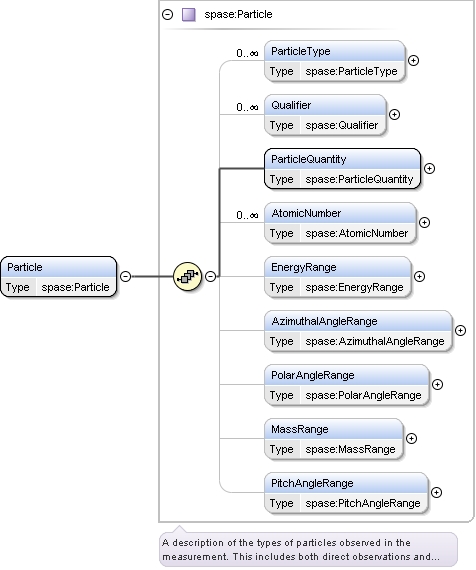 spase:Particle
0..∞
ParticleType
Type spase:ParticleType
0..∞
Qualifier
Type spase:Qualifier
ParticleQuantity
Type spase:ParticleQuantity
0..∞
AtomicNumber
Type spase:AtomicNumber
Particle
Type spase:Particle
EnergyRange
Type spase:EnergyRange
AzimuthalAngleRange
Type spase:AzimuthalAngleRange
PolarAngleRange
Type spase:PolarAngleRange
MassRange
Type spase:MassRange
PitchAngleRange
Type spase:PitchAngleRange
A description of the types of particles observed in the
measurement. This includes both direct observations and...